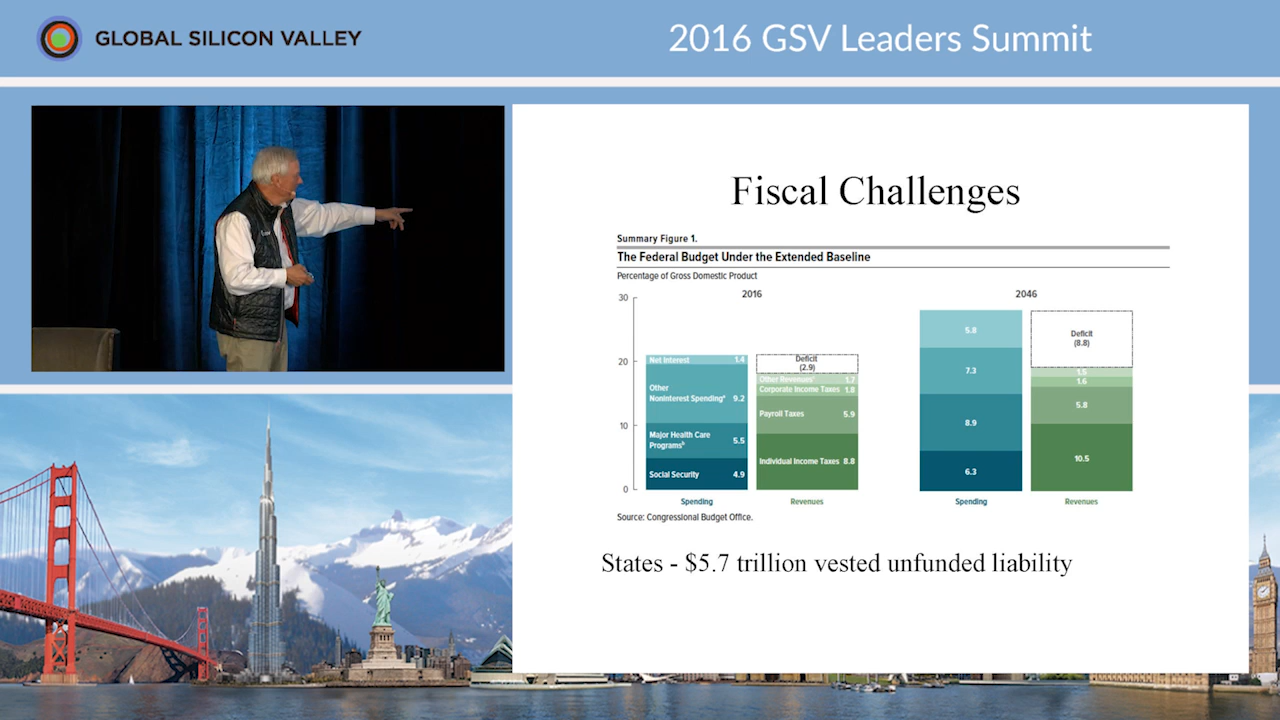 GLOBAL SILICON VALLEY
2016 GSV Leaders Summit
Fiscal Challenges
Summary Figure 1.
The Federal Budget Under the Extended Baseline
Percentage of Gross Domestic Product
2016
2046
30
20
10
0
Net Interest 1.4
Other
Noninterest Spendingᵃ 9.2
Major Health Care
Programsᵇ 5.5
Social Security 4.9
Spending
Deficit
(2.9)
Other Revenues 1.7
Corporate Income Taxes 1.8
Payroll Taxes 5.9
Individual Income Taxes 8.8
Revenues
5.8
7.3
8.9
6.3
Spending
Deficit
(8.8)
1.5
1.6
5.8
10.5
Revenues
Source: Congressional Budget Office.
States - $5.7 trillion vested unfunded liability